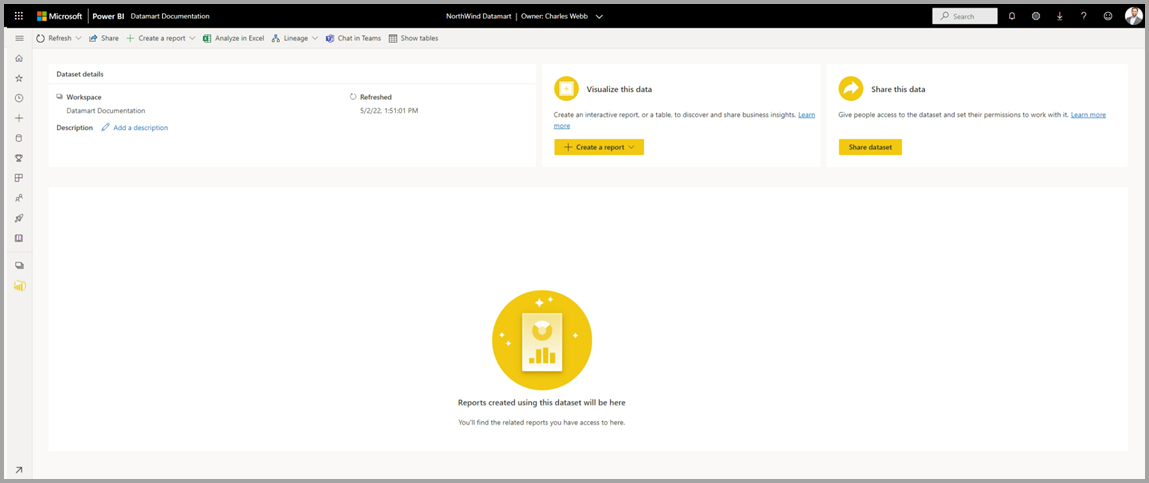 Microsoft | Power BI Datamart Documentation NorthWind Datamart | Owner: Charles Webb Search
Refresh Share Create a report Analyze in Excel Lineage Chat in Teams Show tables
Dataset details
Workspace
Datamart Documentation
Refreshed
5/2/22, 1:51:01 PM
Description Add a description
Visualize this data
Create an interactive report, or a table, to discover and share business insights. Learn
more
Create a report
Share this data
Give people access to the dataset and set their permissions to work with it. Learn more
Share dataset
Reports created using this dataset will be here
You'll find the related reports you have access to here.